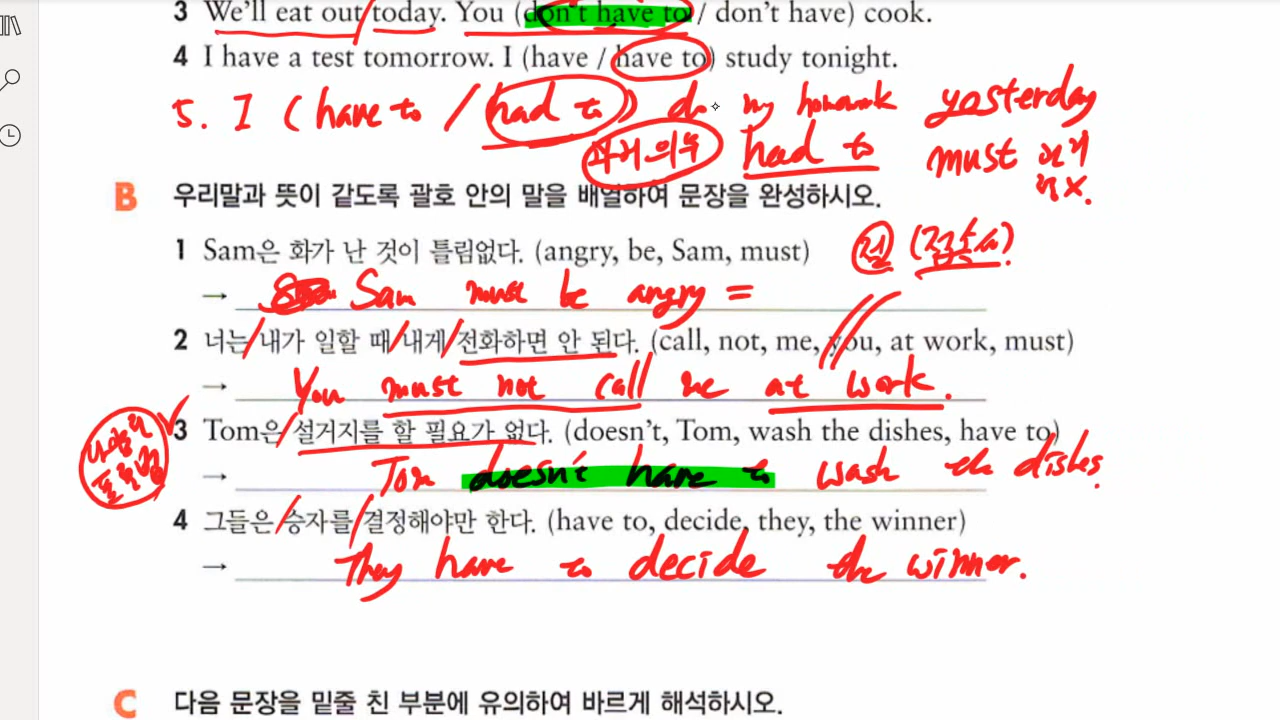 3 We'll eat out today. You (don't have to / don't have) cook.
4 I have a test tomorrow. I (have / have to) study tonight.
5. I (have to / had to) do my homework yesterday
과거 의무 had to must 과거
B 우리말과 뜻이 같도록 괄호 안의 말을 배열하여 문장을 완성하시오.
1 Sam은 화가 난 것이 틀림없다. (angry, be, Sam, must)
→ Sam must be angry =
2 너는 내가 일할 때 내게 전화하면 안 된다. (call, not, me, you, at work, must)
→ You must not call me at work.
3 Tom은 설거지를 할 필요가 없다. (doesn't, Tom, wash the dishes, have to)
→ Tom doesn't have to wash the dishes.
4 그들은 승자를 결정해야만 한다. (have to, decide, they, the winner)
→ They have to decide the winner.
C 다음 문장을 밑줄 친 부분에 유의하여 바르게 해석하시오.